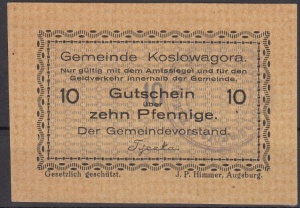 Gemeinde Koslowagora.
Nur gültig mit dem Amtssiegel und für den
Geldverkehr innerhalb der Gemeinde.
10 Gutschein 10
über
zehn Pfennige.
Der Gemeindevorstand.
Gesetzlich geschützt. J. P. Himmer, Augsburg.